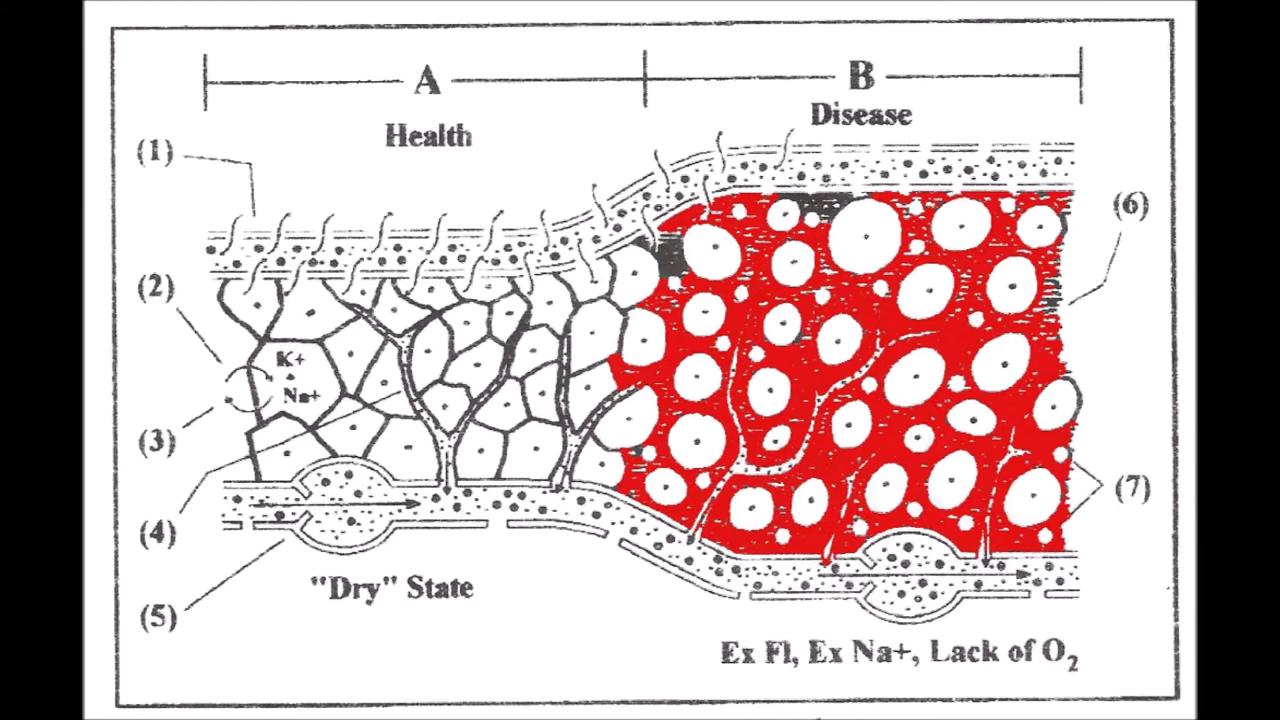 A
B
Health
Disease
(1)
(2)
(3)
(4)
(5)
(6)
(7)
K+
Na+
"Dry" State
Ex Fl, Ex Na+, Lack of O₂